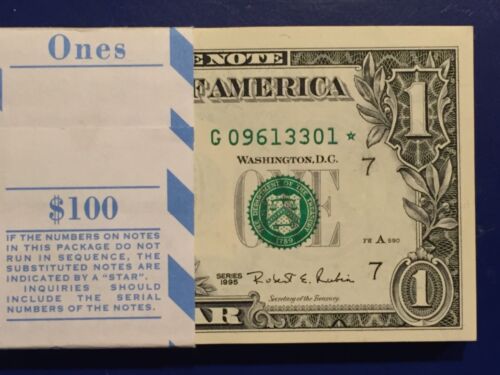 Ones
$100
IF THE NUMBERS ON NOTES
IN THIS PACKAGE DO NOT
RUN IN SEQUENCE, THE
SUBSTITUTED NOTES ARE
INDICATED BY A "STAR".
INQUIRIES SHOULD
INCLUDE THE SERIAL
NUMBERS OF THE NOTES.
E NOTE
F AMERICA
1
G 09613301 *
WASHINGTON, D.C.
7
ONE
THE DEPARTMENT OF THE TREASURY
1789
FW A 590
SERIES
1995
Robert E. Rubin
Secretary of the Treasury.
7
1
AR